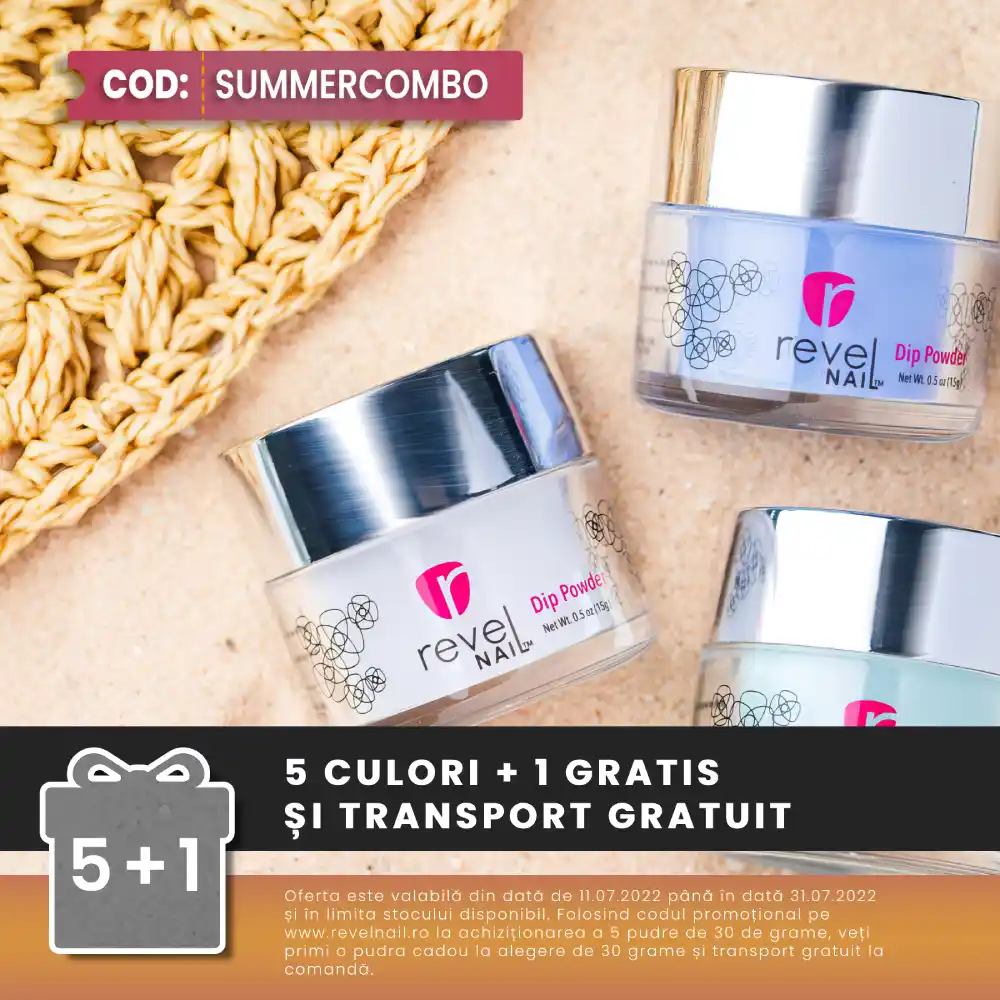 COD: SUMMERCOMBO
r
revel
NAIL™
Dip Powder
Net Wt. 0.5 oz (15g)
r
revel
NAIL™
Dip Powder
Net Wt. 0.5 oz (15g)
r
5 CULORI + 1 GRATIS
ȘI TRANSPORT GRATUIT
5+1
Oferta este valabilă din dată de 11.07.2022 până în dată 31.07.2022
și în limita stocului disponibil. Folosind codul promoțional pe
www.revelnail.ro la achiziționarea a 5 pudre de 30 de grame, veți
primi o pudra cadou la alegere de 30 grame și transport gratuit la
comandă.